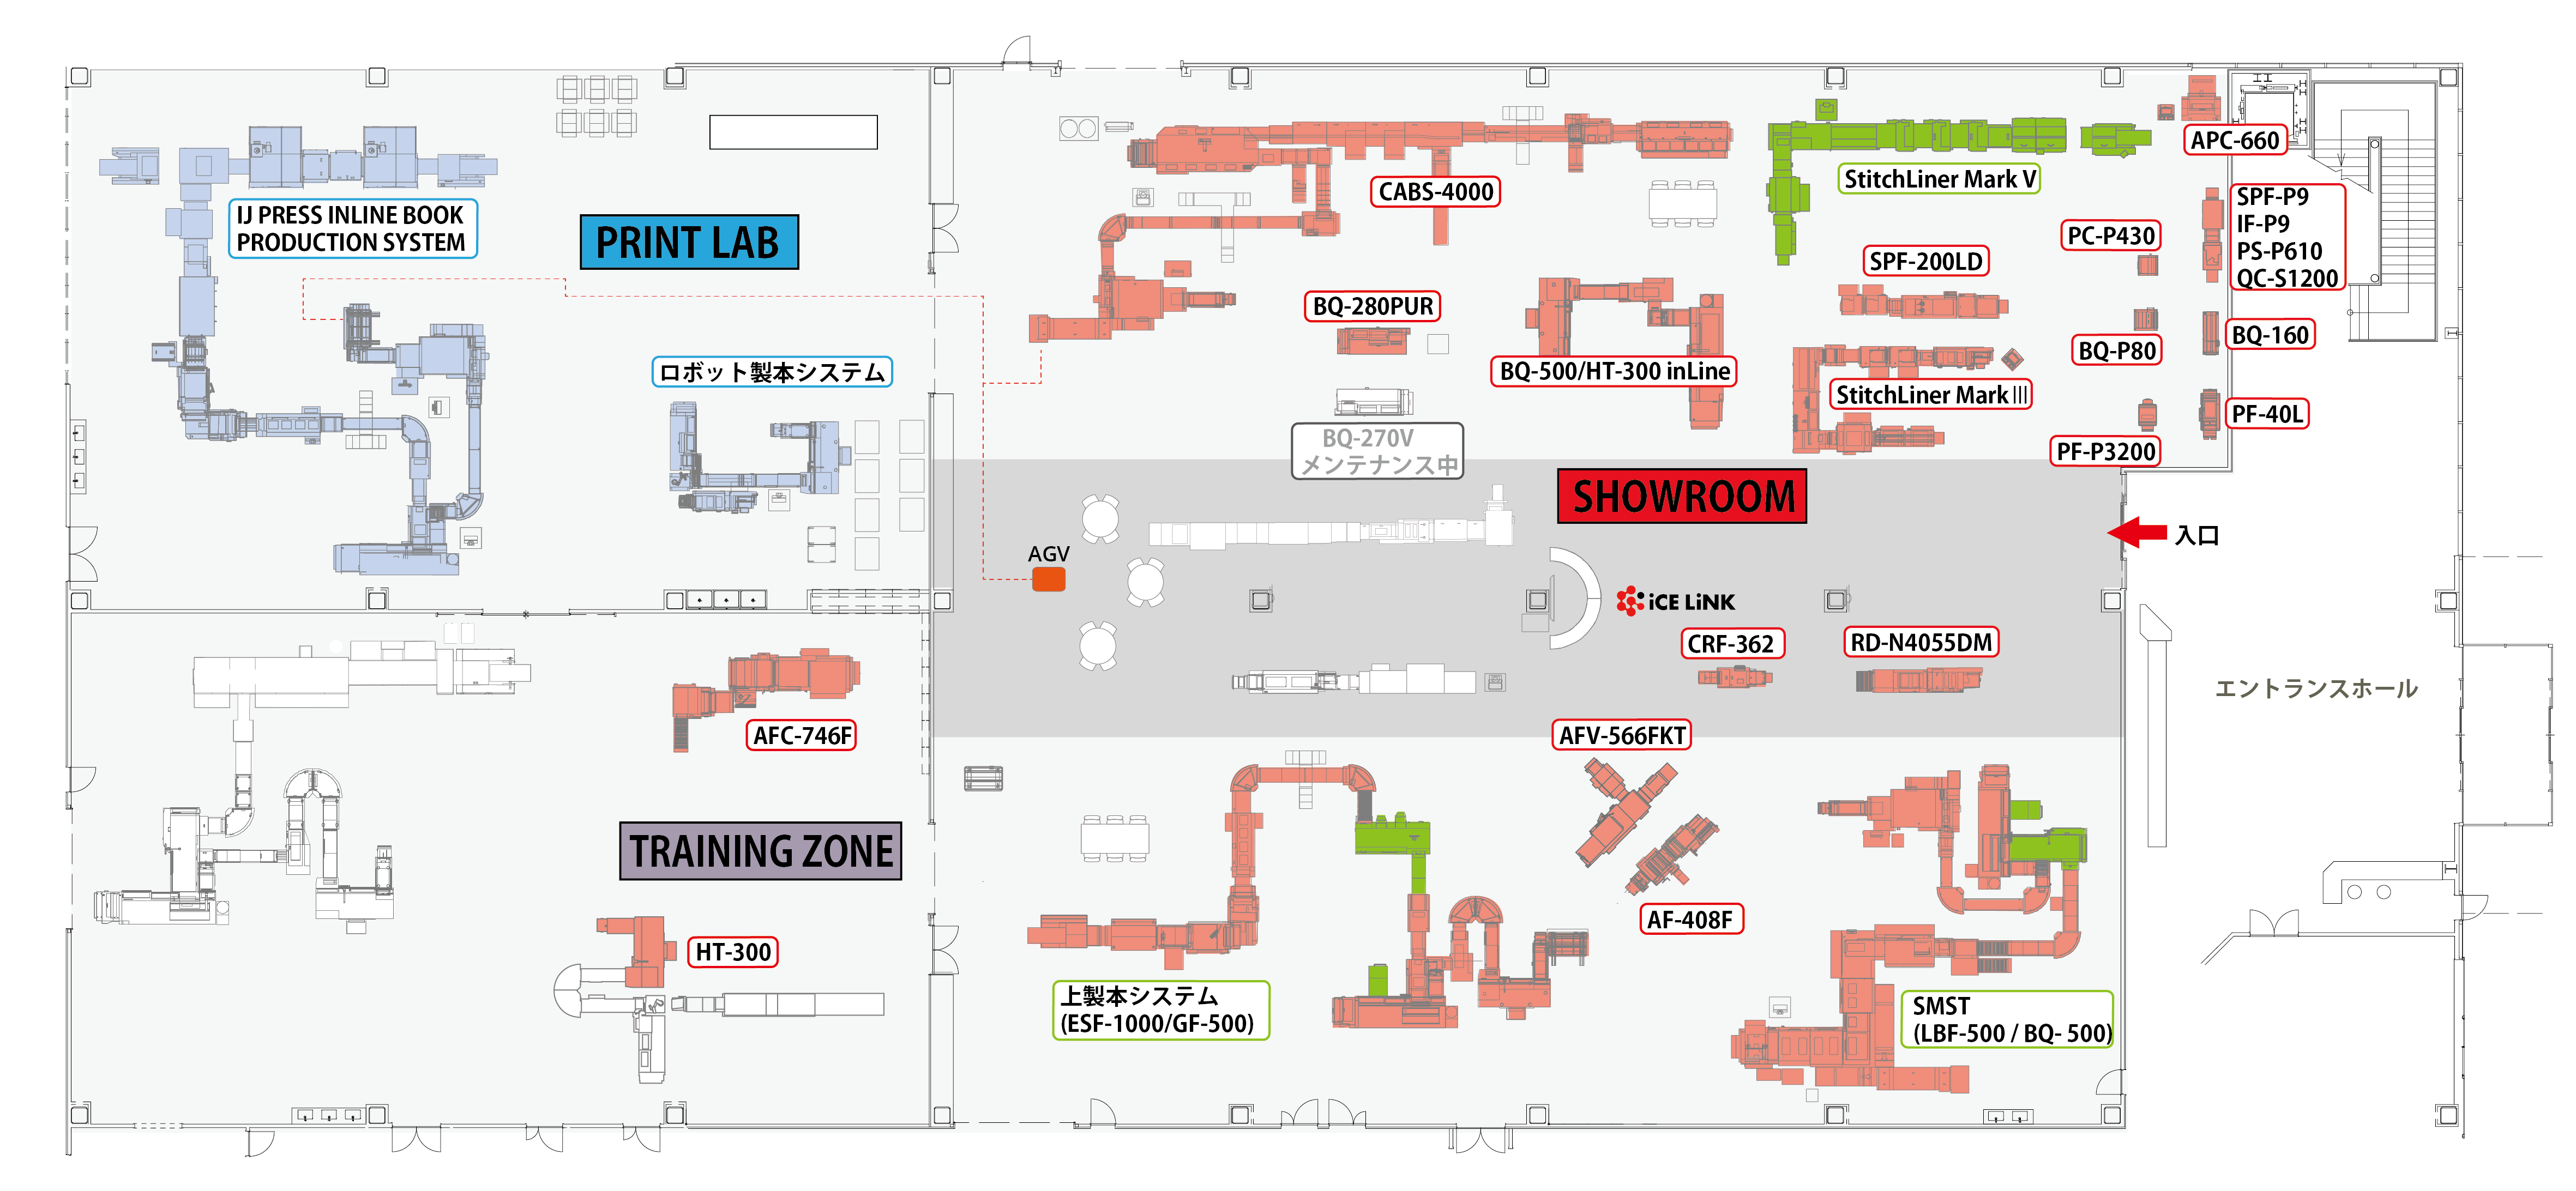 APC-660
CABS-4000
StitchLiner Mark V
SPF-P9
IF-P9
PS-P610
QC-S1200
IJ PRESS INLINE BOOK
PRODUCTION SYSTEM
PRINT LAB
PC-P430
SPF-200LD
BQ-280PUR
BQ-160
BQ-P80
ロボット製本システム
BQ-500/HT-300 inLine
StitchLiner MarkⅢ
PF-40L
BQ-270V
メンテナンス中
PF-P3200
SHOWROOM
入口
AGV
iCE LiNK
CRF-362
RD-N4055DM
エントランスホール
AFC-746F
AFV-566FKT
TRAINING ZONE
AF-408F
HT-300
上製本システム
(ESF-1000/GF-500)
SMST
(LBF-500 / BQ- 500)